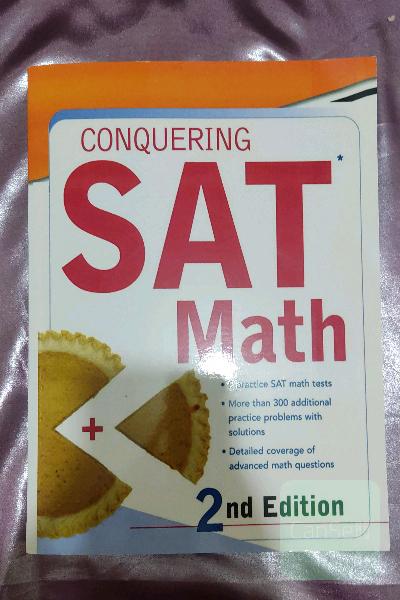 CONQUERING
SAT*
Math
• practice SAT math tests
• More than 300 additional
practice problems with
solutions
• Detailed coverage of
advanced math questions
+
2nd Edition